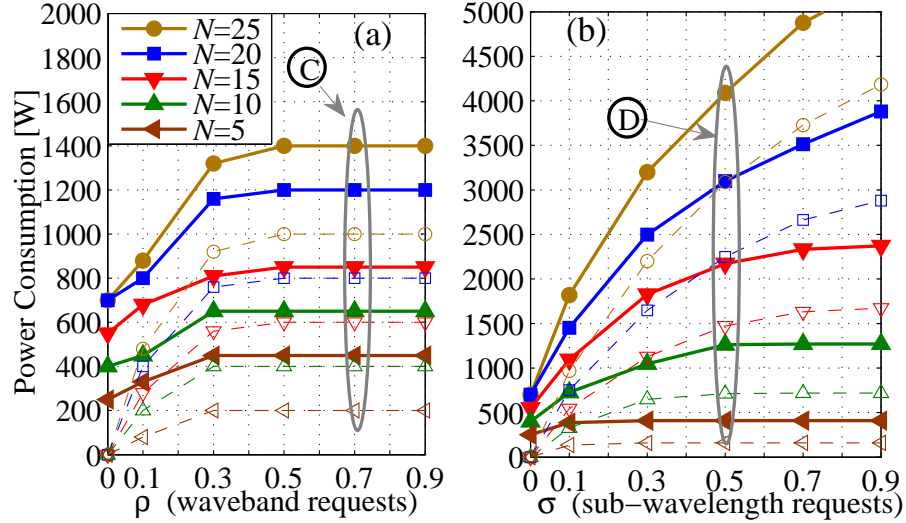 Power Consumption [W]
2000
1800
1600
1400
1200
1000
800
600
400
200
0
N=25
N=20
N=15
N=10
N=5
(a)
C
0 0.1 0.3 0.5 0.7 0.9
ρ (waveband requests)
5000
4500
4000
3500
3000
2500
2000
1500
1000
500
0
(b)
D
0 0.1 0.3 0.5 0.7 0.9
σ (sub−wavelength requests)